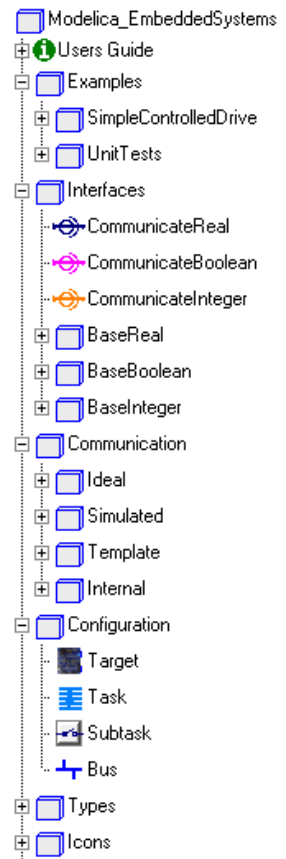 Modelica_EmbeddedSystems
Users Guide
Examples
SimpleControlledDrive
UnitTests
Interfaces
CommunicateReal
CommunicateBoolean
CommunicateInteger
BaseReal
BaseBoolean
BaseInteger
Communication
Ideal
Simulated
Template
Internal
Configuration
Target
Task
Subtask
Bus
Types
Icons